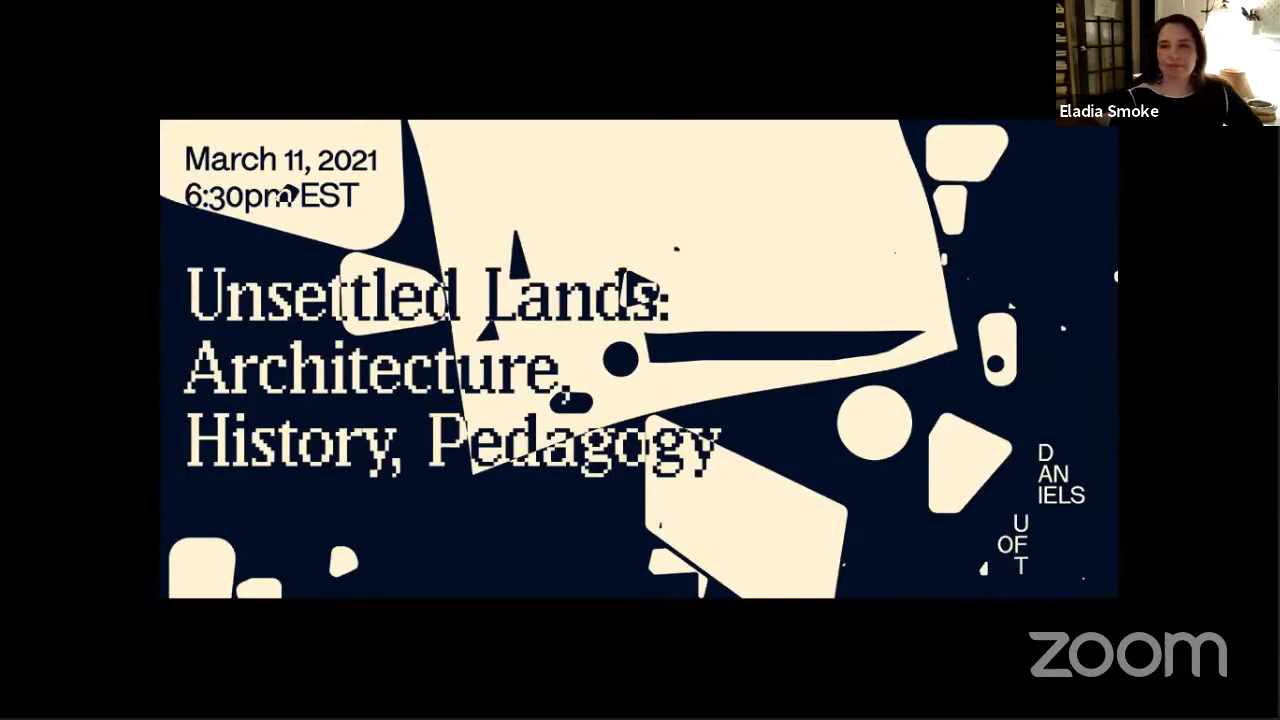 Eladia Smoke
March 11, 2021
6:30pm EST
Unsettled Lands:
Architecture,
History, Pedagogy
D
AN
IELS
U
OF
T
zoom